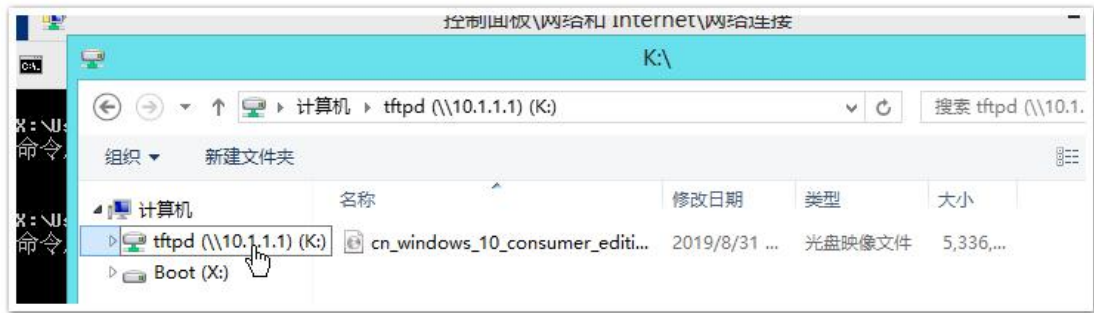 控制面板\网络和 Internet\网络连接
K:\
计算机 ▸ tftpd (\\10.1.1.1) (K:)
搜索 tftpd (\\10.1.
X:\Us
命令,
组织 新建文件夹
名称 修改日期 类型 大小
计算机
X:\Us
命令,
tftpd (\\10.1.1.1) (K:) cn_windows_10_consumer_editi... 2019/8/31 ... 光盘映像文件 5,336,...
Boot (X:)